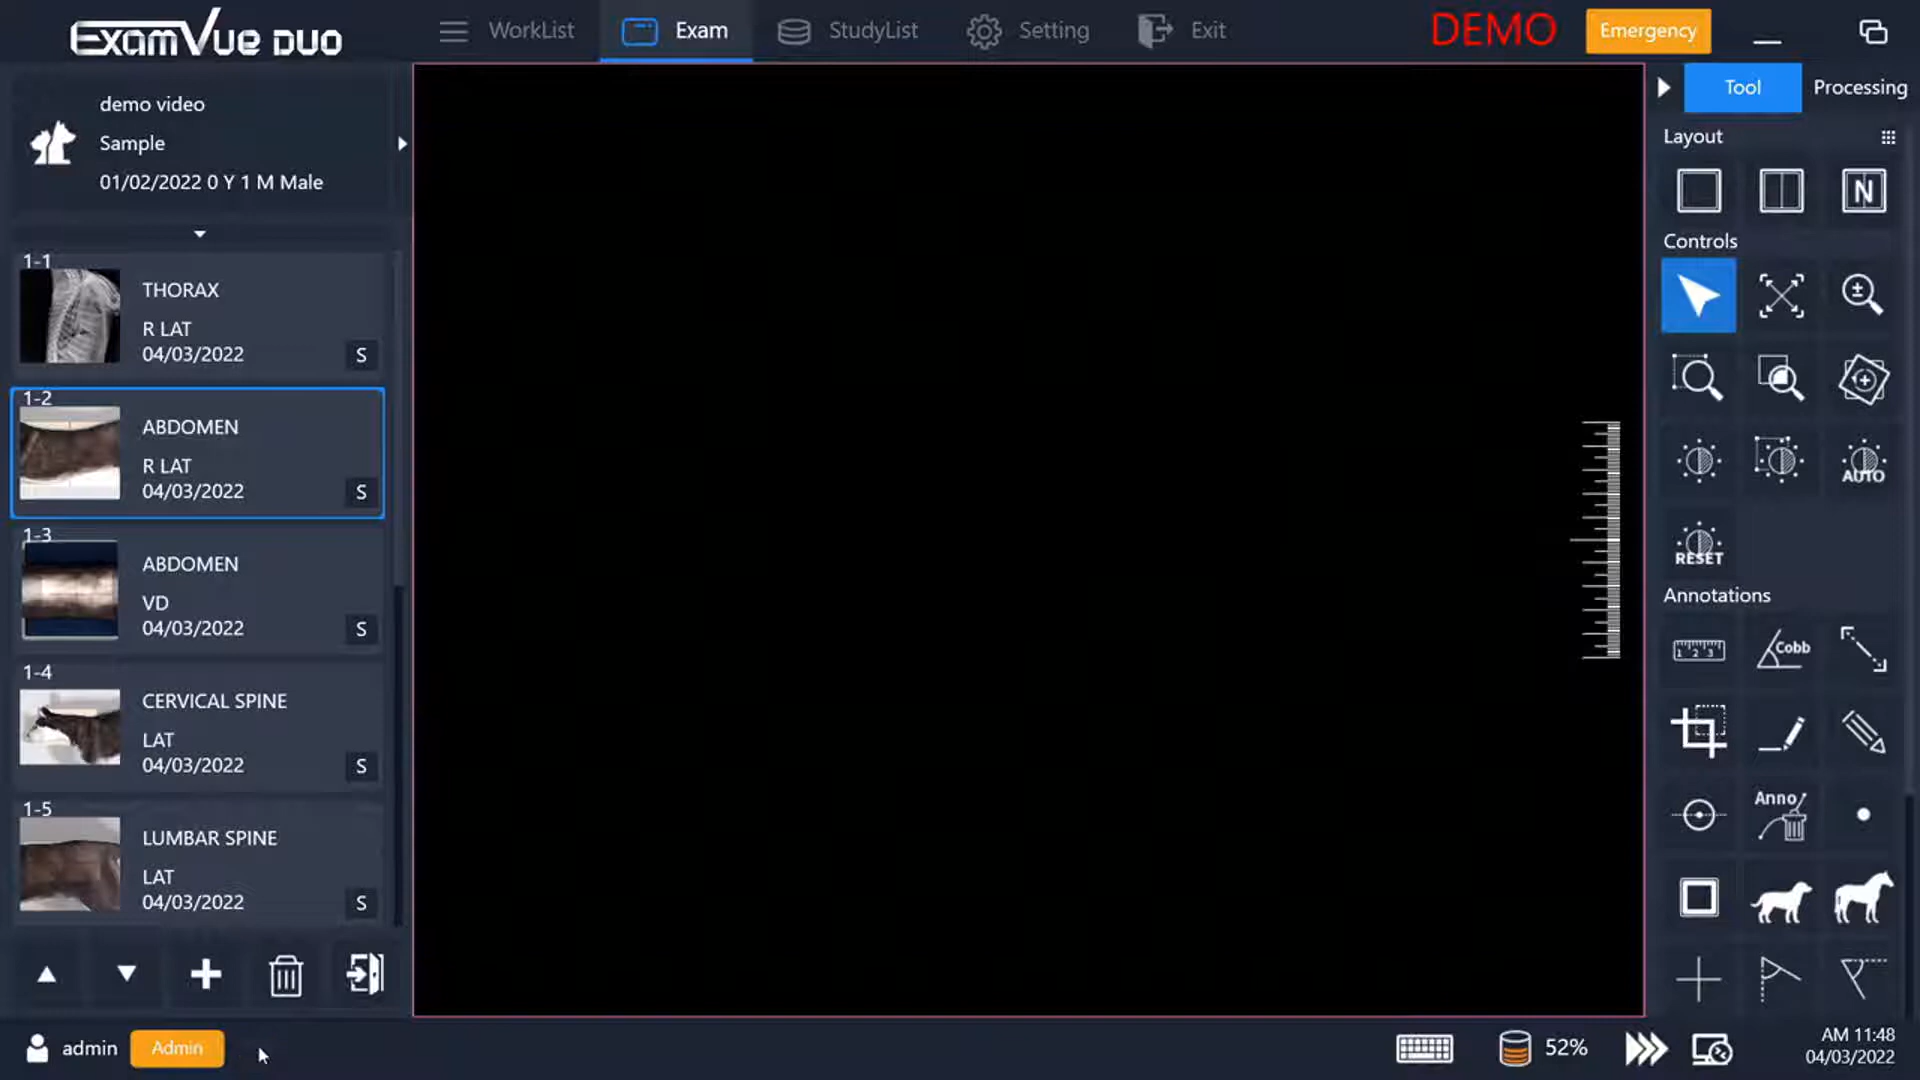 ExamVue DUO
WorkList
Exam
StudyList
Setting
Exit
DEMO
Emergency
demo video
Sample
01/02/2022 0 Y 1 M Male
1-1
THORAX
R LAT
04/03/2022
S
1-2
ABDOMEN
R LAT
04/03/2022
S
1-3
ABDOMEN
VD
04/03/2022
S
1-4
CERVICAL SPINE
LAT
04/03/2022
S
1-5
LUMBAR SPINE
LAT
04/03/2022
S
admin
Admin
Tool
Processing
Layout
N
Controls
AUTO
RESET
Annotations
1 2 3
Cobb
Anno
52%
AM 11:48
04/03/2022